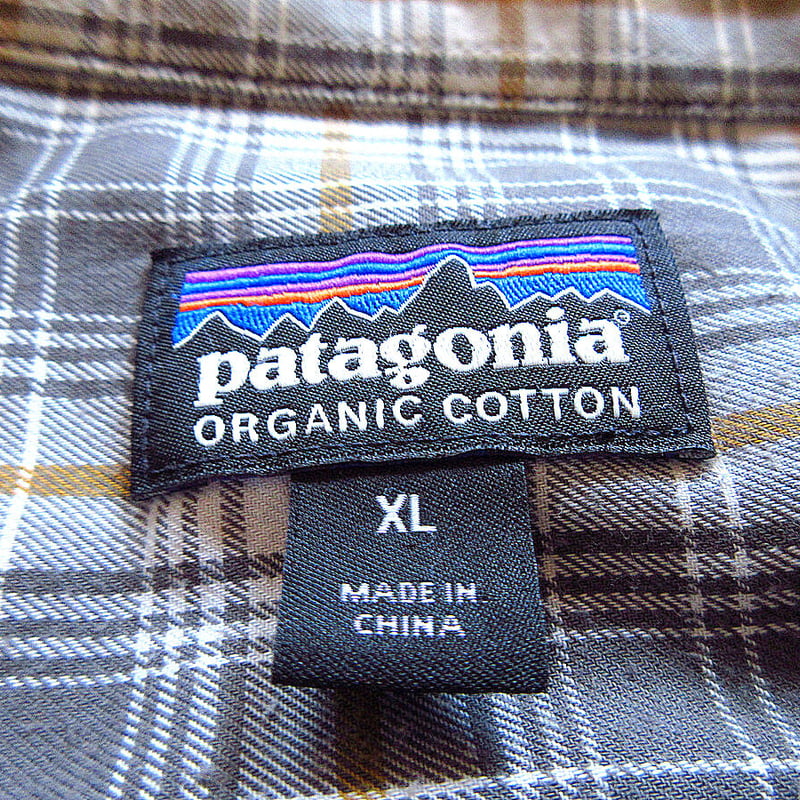 patagonia®
ORGANIC COTTON
XL
MADE IN
CHINA